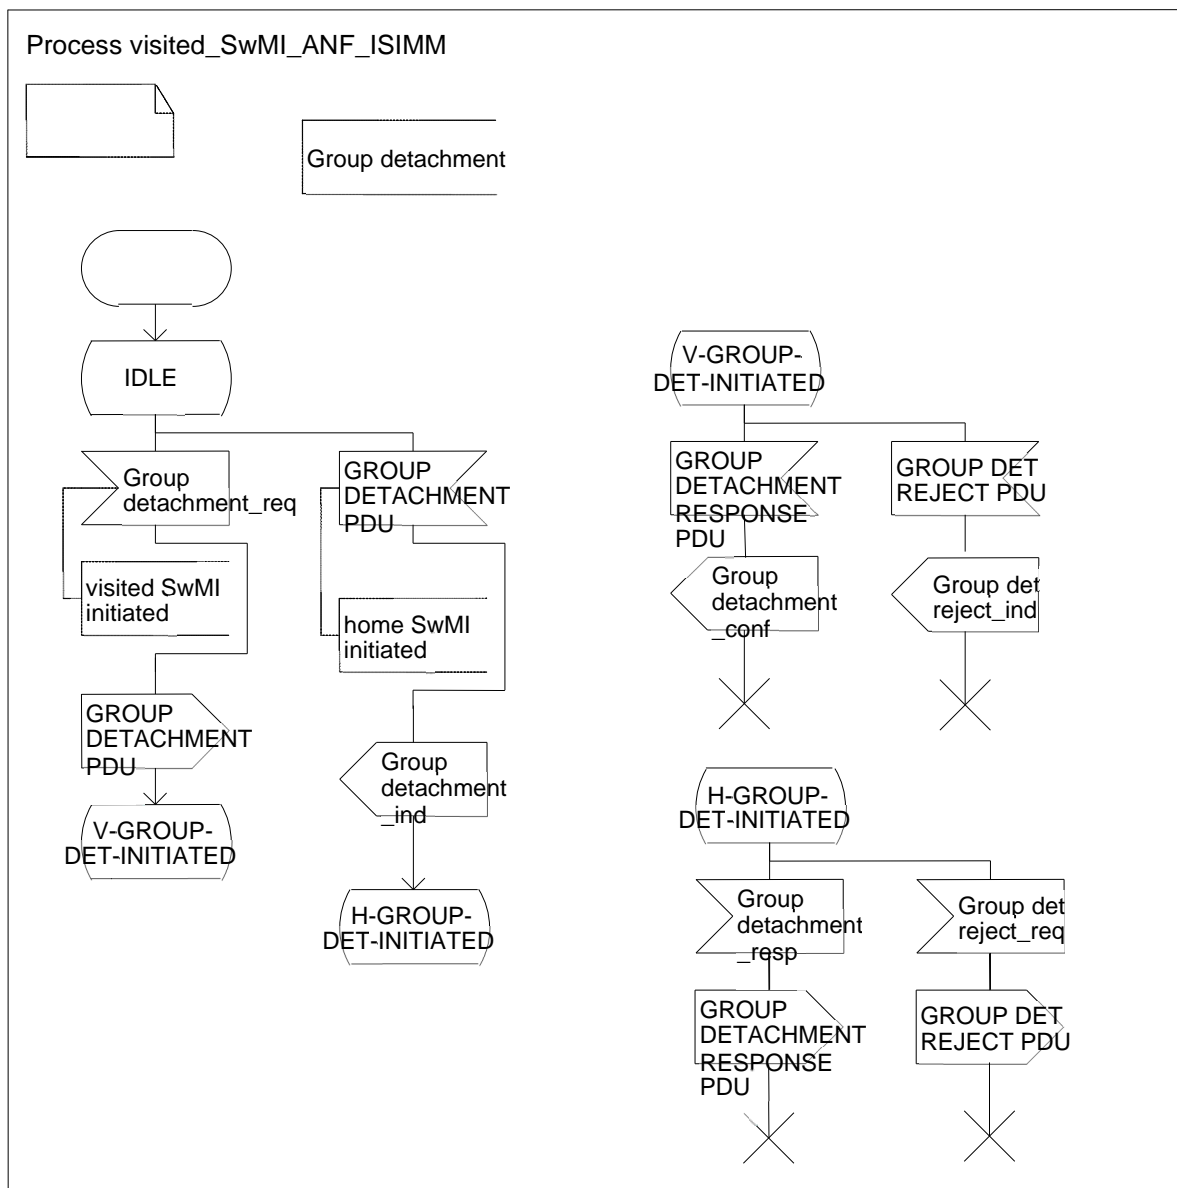 Process visited_SwMI_ANF_ISIMM
Group detachment
IDLE
Group
detachment_req
GROUP
DETACHMENT
PDU
visited SwMI
initiated
home SwMI
initiated
GROUP
DETACHMENT
PDU
Group
detachment
_ind
V-GROUP-
DET-INITIATED
H-GROUP-
DET-INITIATED
V-GROUP-
DET-INITIATED
GROUP
DETACHMENT
RESPONSE
PDU
GROUP DET
REJECT PDU
Group
detachment
_conf
Group det
reject_ind
H-GROUP-
DET-INITIATED
Group
detachment
_resp
Group det
reject_req
GROUP
DETACHMENT
RESPONSE
PDU
GROUP DET
REJECT PDU